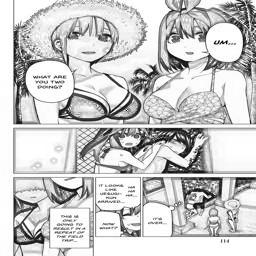 UM...
WHAT ARE
YOU TWO
DOING?
HA
HA
HA...
IT LOOKS
LIKE
UESUGI-
KUN
ARRIVED...
NOW
WHAT?
THIS IS
ONLY
GOING TO
RESULT IN A
REPEAT OF
THE FIELD
TRIP...
IT'S
OVER...
114